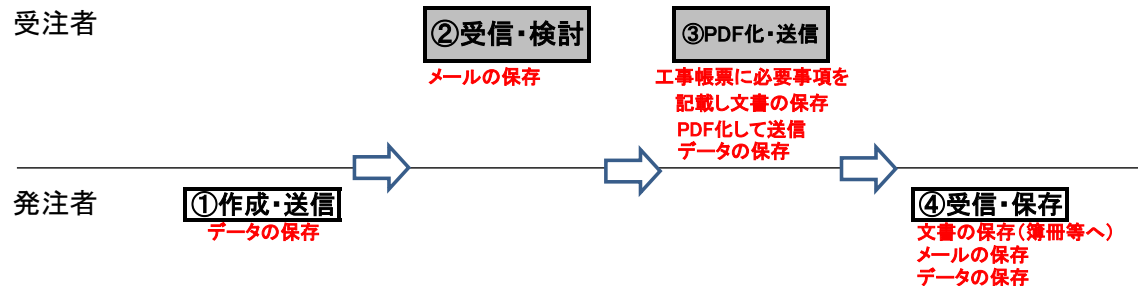 受注者
②受信・検討
メールの保存
③PDF化・送信
工事帳票に必要事項を
記載し文書の保存
PDF化して送信
データの保存
発注者
①作成・送信
データの保存
④受信・保存
文書の保存(簿冊等へ)
メールの保存
データの保存